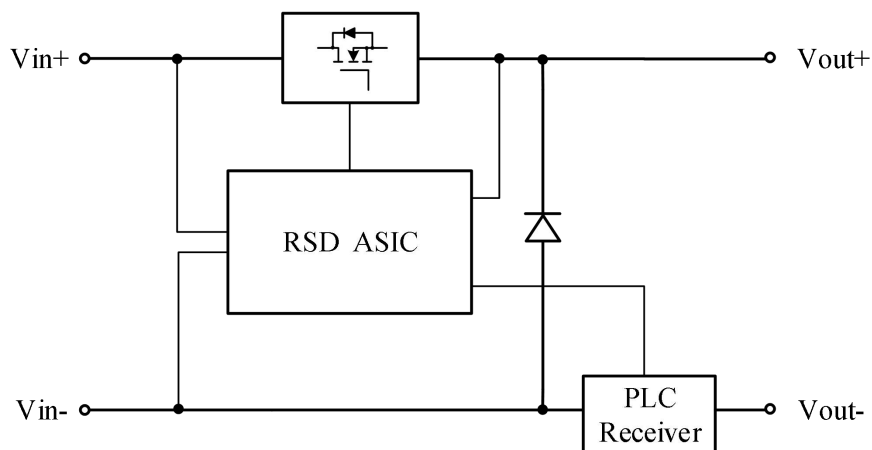 Vin+
Vout+
RSD ASIC
Vin-
PLC
Receiver
Vout-